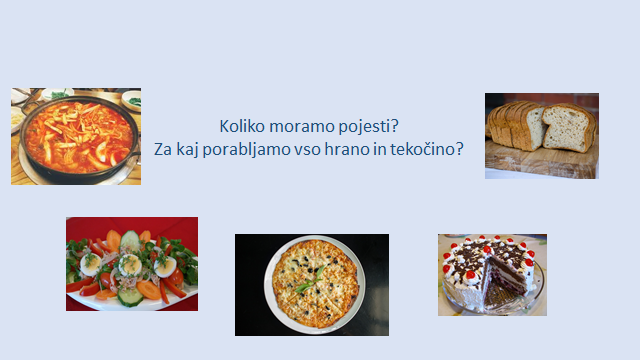 Koliko moramo pojesti?
Za kaj porabljamo vso hrano in tekočino?